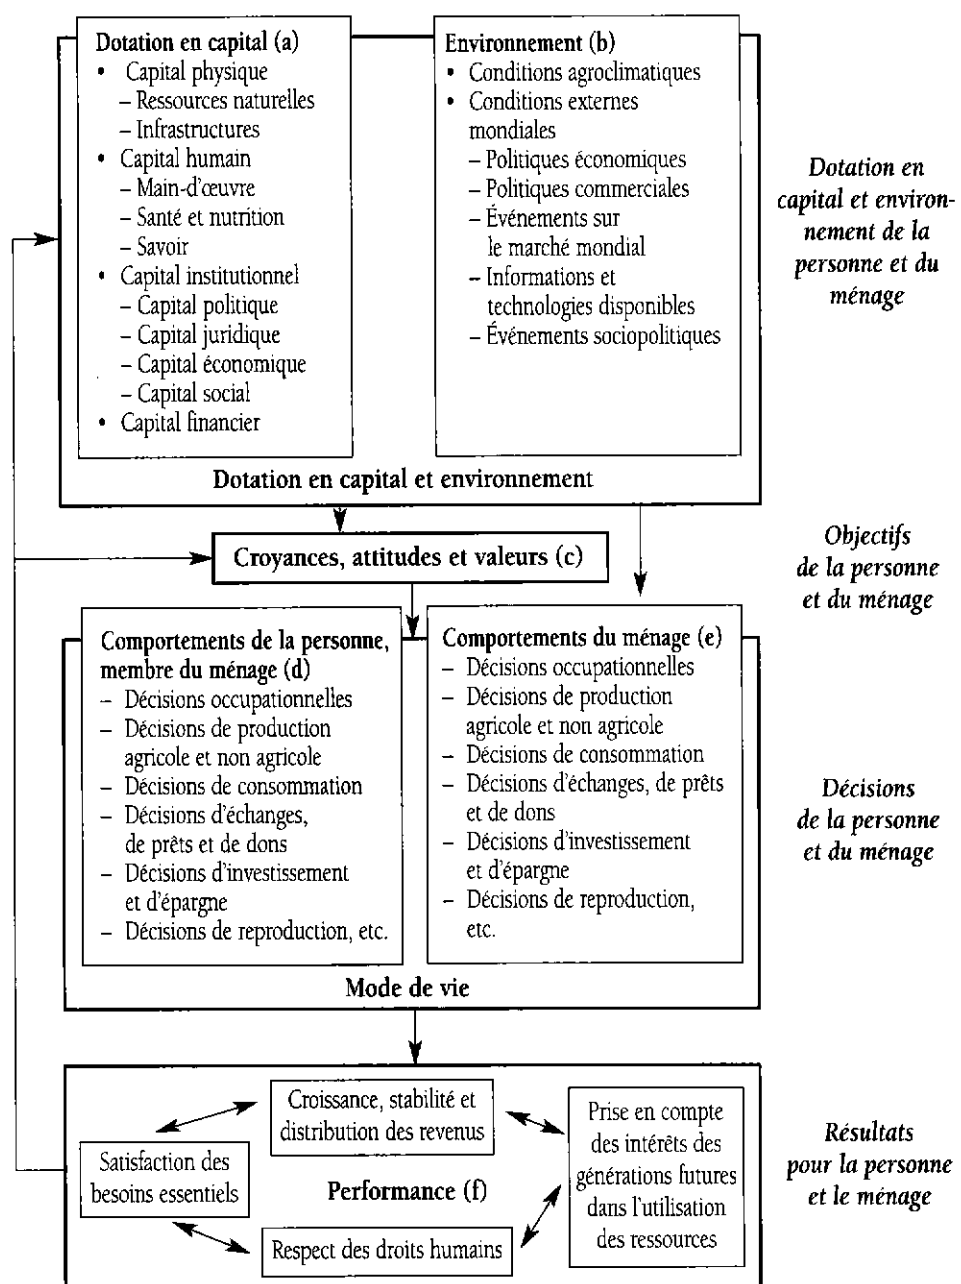 Dotation en capital (a)
• Capital physique
– Ressources naturelles
– Infrastructures
• Capital humain
– Main-d'œuvre
– Santé et nutrition
– Savoir
• Capital institutionnel
– Capital politique
– Capital juridique
– Capital économique
– Capital social
• Capital financier
Environnement (b)
• Conditions agroclimatiques
• Conditions externes
mondiales
– Politiques économiques
– Politiques commerciales
– Événements sur
le marché mondial
– Informations et
technologies disponibles
– Événements sociopolitiques
Dotation en capital et environnement
Dotation en
capital et environ-
nement de la
personne et du
ménage
Croyances, attitudes et valeurs (c)
Objectifs
de la personne
et du ménage
Comportements de la personne,
membre du ménage (d)
– Décisions occupationnelles
– Décisions de production
agricole et non agricole
– Décisions de consommation
– Décisions d'échanges,
de prêts et de dons
– Décisions d'investissement
et d'épargne
– Décisions de reproduction, etc.
Comportements du ménage (e)
– Décisions occupationnelles
– Décisions de production
agricole et non agricole
– Décisions de consommation
– Décisions d'échanges, de prêts
et de dons
– Décisions d'investissement
et d'épargne
– Décisions de reproduction,
etc.
Mode de vie
Décisions
de la personne
et du ménage
Croissance, stabilité et
distribution des revenus
Satisfaction des
besoins essentiels
Performance (f)
Respect des droits humains
Prise en compte
des intérêts des
générations futures
dans l'utilisation
des ressources
Résultats
pour la personne
et le ménage